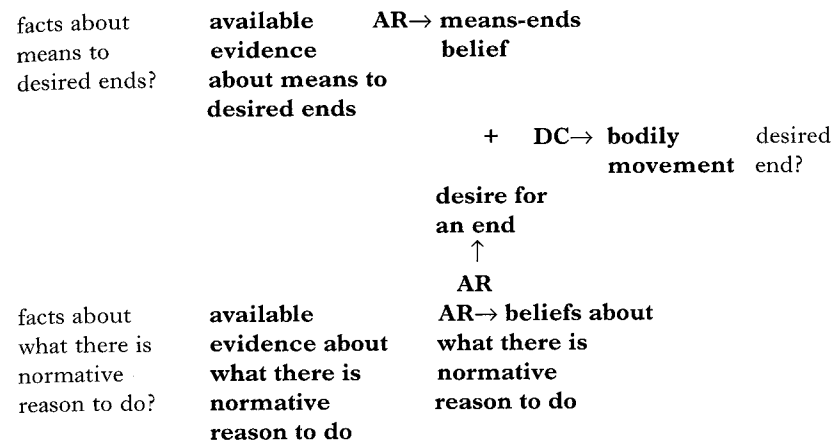 facts about available AR→ means-ends
means to evidence belief
desired ends? about means to
desired ends
+ DC→ bodily desired
movement end?
desire for
an end
↑
AR
facts about available AR→ beliefs about
what there is evidence about what there is
normative what there is normative
reason to do? normative reason to do
reason to do